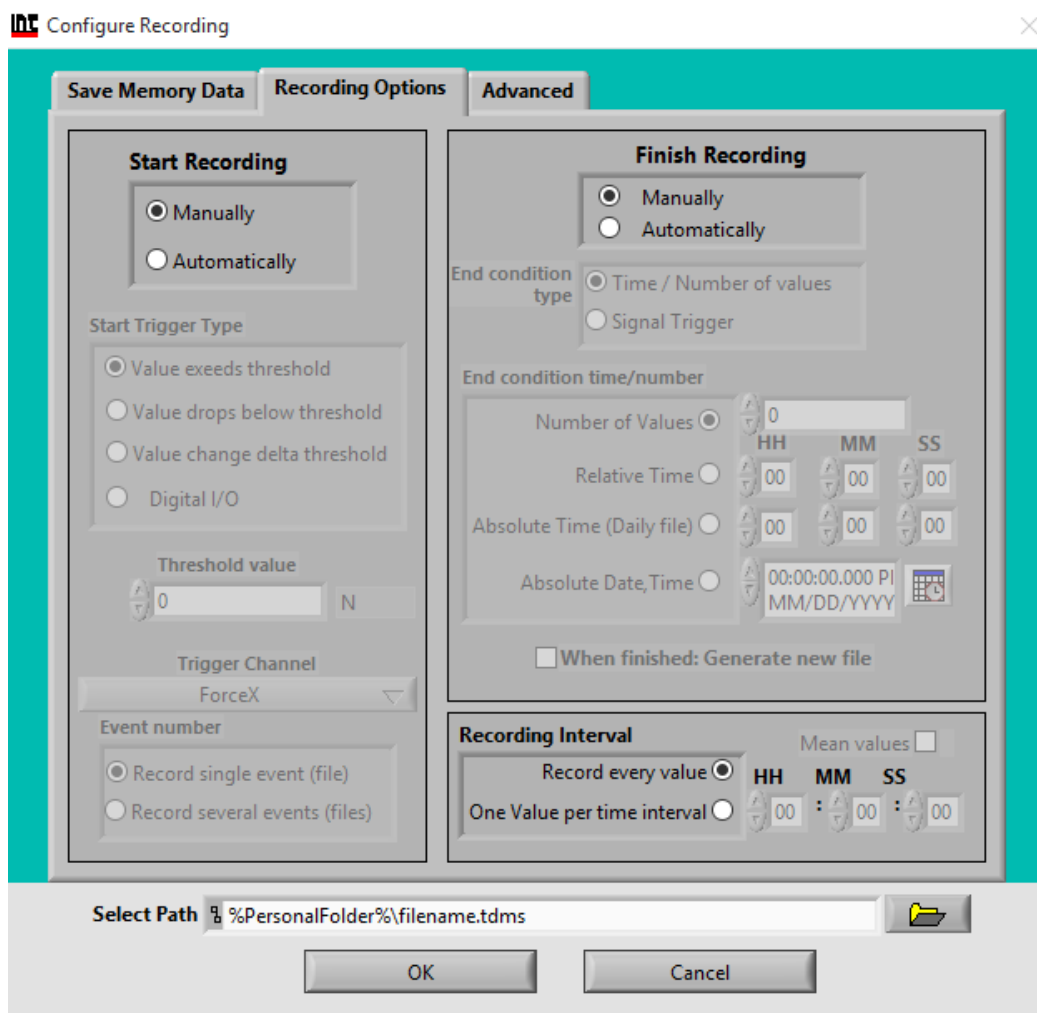 INT Configure Recording
Save Memory Data Recording Options Advanced
Start Recording
Manually
Automatically
Start Trigger Type
Value exeeds threshold
Value drops below threshold
Value change delta threshold
Digital I/O
Threshold value
0 N
Trigger Channel
ForceX
Event number
Record single event (file)
Record several events (files)
Finish Recording
Manually
Automatically
End condition
type
Time / Number of values
Signal Trigger
End condition time/number
Number of Values 0
HH MM SS
Relative Time 00 00 00
Absolute Time (Daily file) 00 00 00
Absolute Date,Time 00:00:00.000 PI
MM/DD/YYYY
When finished: Generate new file
Recording Interval
Mean values
Record every value HH MM SS
One Value per time interval 00 : 00 : 00
Select Path %PersonalFolder%\filename.tdms
OK Cancel